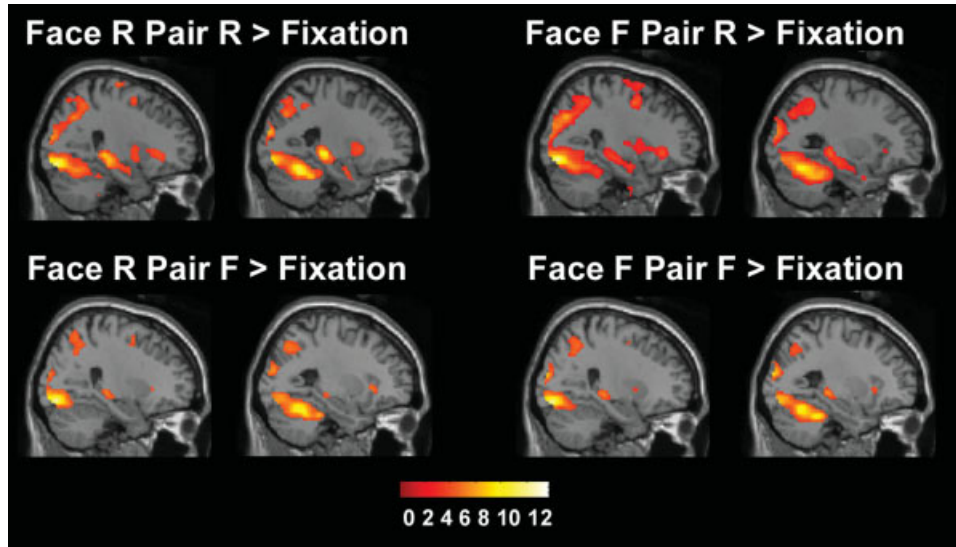 Face R Pair R > Fixation
Face F Pair R > Fixation
Face R Pair F > Fixation
Face F Pair F > Fixation
0 2 4 6 8 10 12